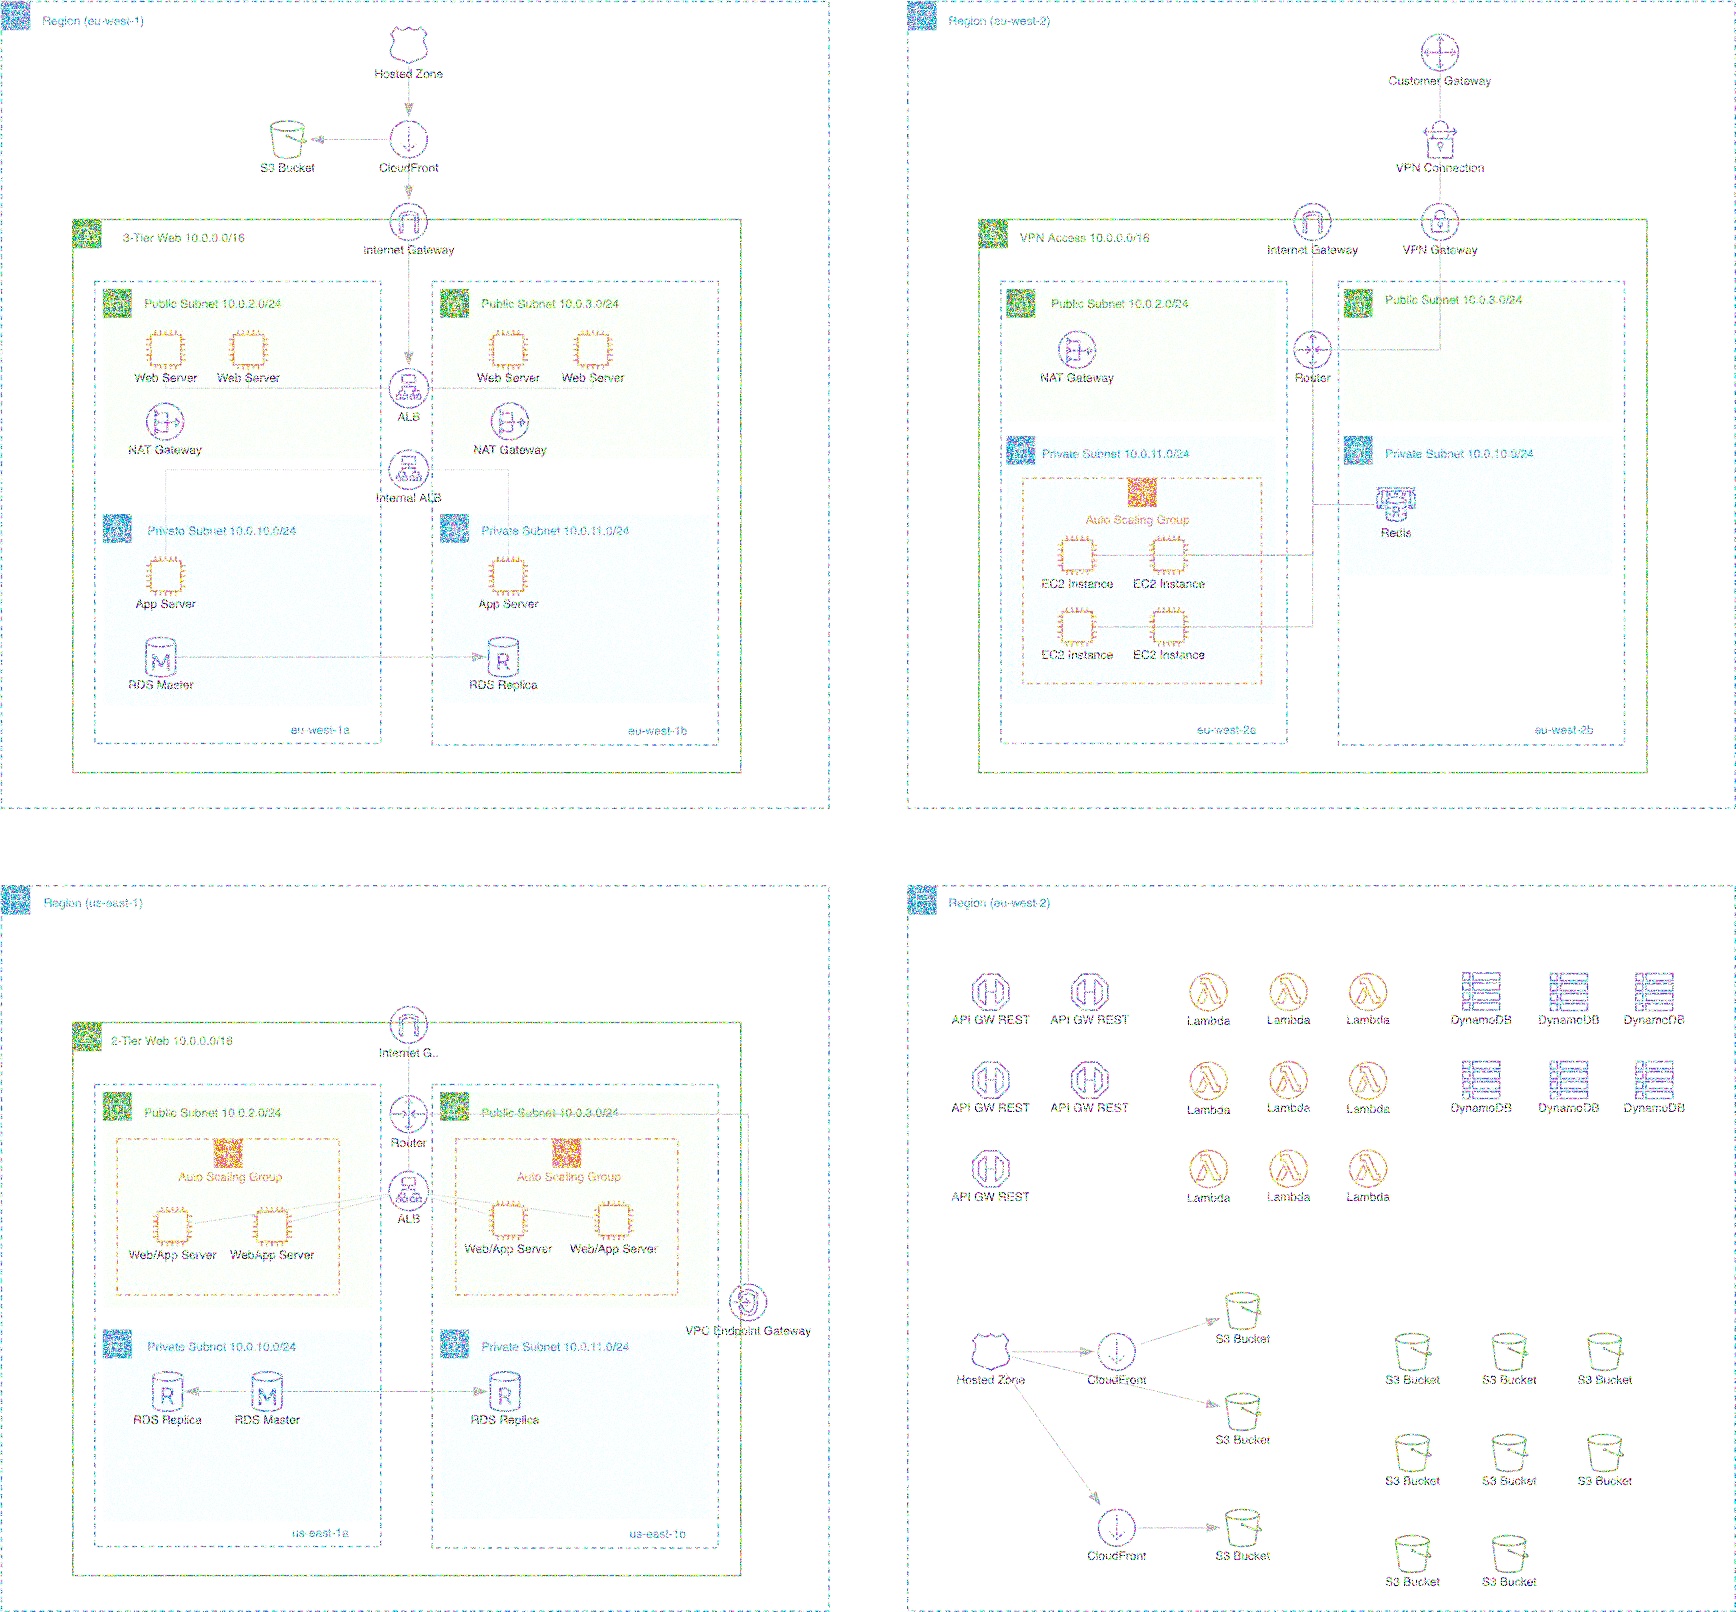 Region (eu-west-1)
Hosted Zone
S3 Bucket
CloudFront
Internet Gateway
3-Tier Web 10.0.0.0/16
Public Subnet 10.0.2.0/24
Public Subnet 10.0.3.0/24
Web Server
Web Server
Web Server
Web Server
ALB
NAT Gateway
NAT Gateway
Internal ALB
Private Subnet 10.0.10.0/24
Private Subnet 10.0.11.0/24
App Server
App Server
M
R
RDS Master
RDS Replica
eu-west-1a
eu-west-1b
Region (eu-west-2)
Customer Gateway
VPN Connection
VPN Access 10.0.0.0/16
Internet Gateway
VPN Gateway
Public Subnet 10.0.2.0/24
Public Subnet 10.0.3.0/24
NAT Gateway
Router
Private Subnet 10.0.11.0/24
Private Subnet 10.0.10.0/24
Auto Scaling Group
R
Redis
EC2 Instance
EC2 Instance
EC2 Instance
EC2 Instance
eu-west-2a
eu-west-2b
Region (us-east-1)
2-Tier Web 10.0.0.0/16
Internet G..
Public Subnet 10.0.2.0/24
Public Subnet 10.0.3.0/24
Router
Auto Scaling Group
Auto Scaling Group
ALB
Web/App Server
WebApp Server
Web/App Server
Web/App Server
VPC Endpoint Gateway
Private Subnet 10.0.10.0/24
Private Subnet 10.0.11.0/24
R
M
R
RDS Replica
RDS Master
RDS Replica
us-east-1a
us-east-1b
Region (eu-west-2)
API GW REST
API GW REST
Lambda
Lambda
Lambda
DynamoDB
DynamoDB
DynamoDB
API GW REST
API GW REST
Lambda
Lambda
Lambda
DynamoDB
DynamoDB
DynamoDB
API GW REST
Lambda
Lambda
Lambda
S3 Bucket
Hosted Zone
CloudFront
S3 Bucket
S3 Bucket
S3 Bucket
S3 Bucket
S3 Bucket
S3 Bucket
S3 Bucket
CloudFront
S3 Bucket
S3 Bucket
S3 Bucket